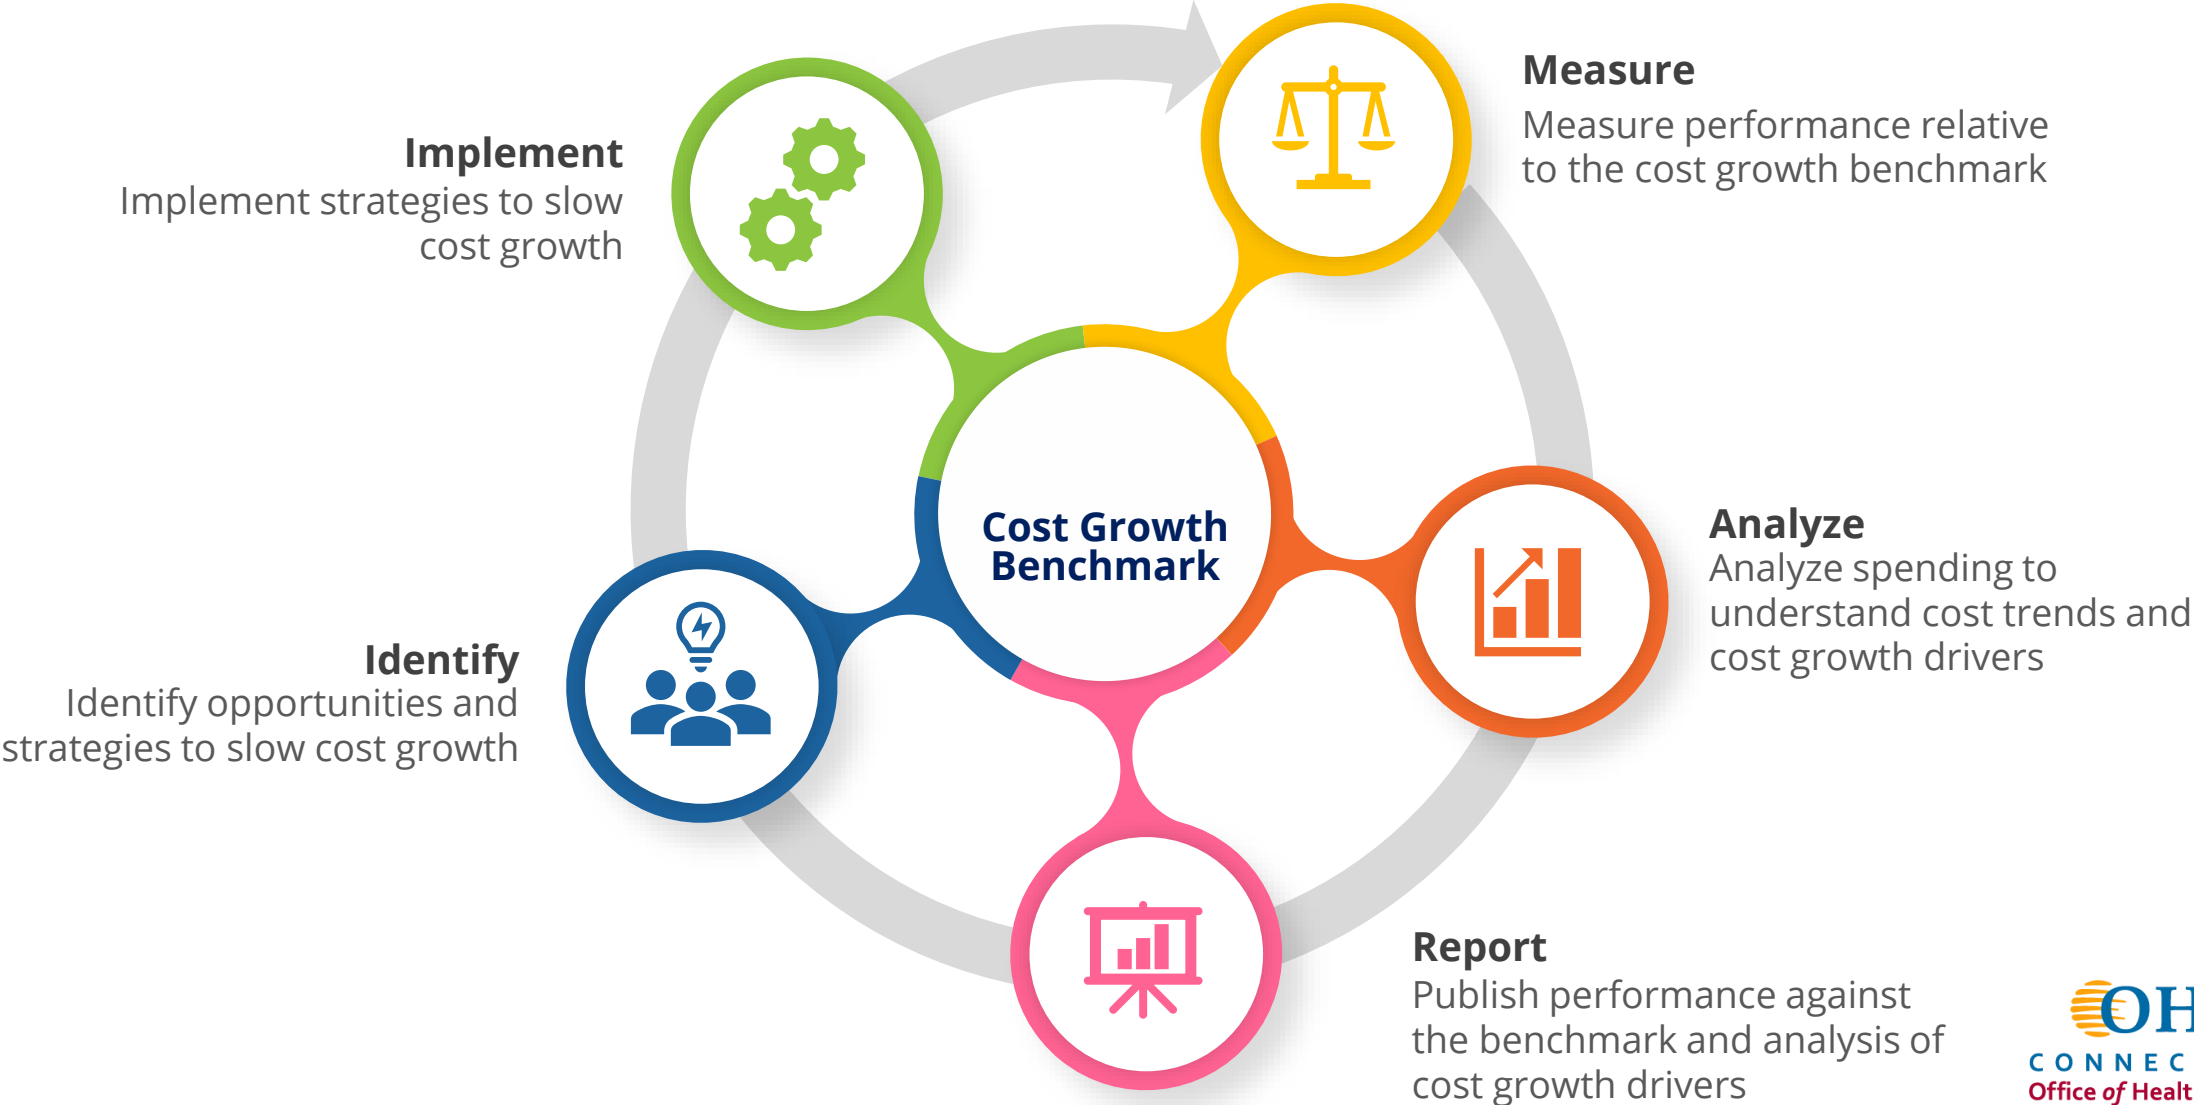 Measure
Measure performance relative
to the cost growth benchmark
Analyze
Analyze spending to
understand cost trends and
cost growth drivers
Report
Publish performance against
the benchmark and analysis of
cost growth drivers
Identify
Identify opportunities and
strategies to slow cost growth
Implement
Implement strategies to slow
cost growth
Cost Growth
Benchmark
Office of